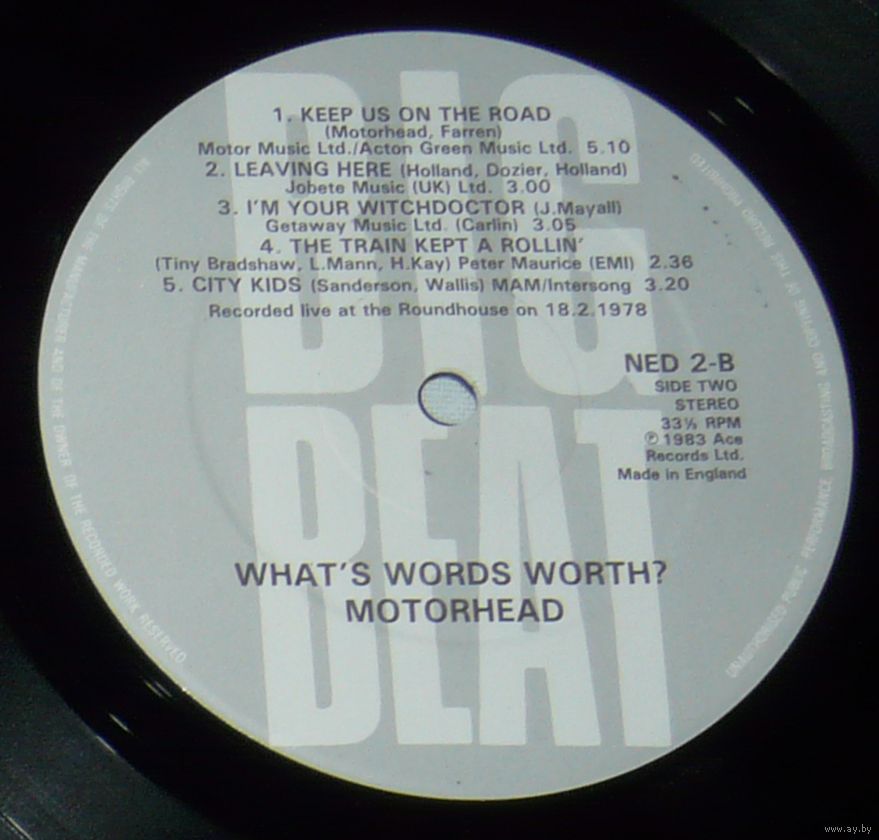 BIG
BEAT
1. KEEP US ON THE ROAD
(Motorhead, Farren)
Motor Music Ltd./Acton Green Music Ltd. 5.10
2. LEAVING HERE (Holland, Dozier, Holland)
Jobete Music (UK) Ltd. 3.00
3. I'M YOUR WITCHDOCTOR (J.Mayall)
Getaway Music Ltd. (Carlin) 3.05
4. THE TRAIN KEPT A ROLLIN'
(Tiny Bradshaw, L.Mann, H.Kay) Peter Maurice (EMI) 2.36
5. CITY KIDS (Sanderson, Wallis) MAM/Intersong 3.20
Recorded live at the Roundhouse on 18.2.1978
NED 2-B
SIDE TWO
STEREO
33⅓ RPM
℗1983 Ace
Records Ltd.
Made in England
WHAT'S WORDS WORTH?
MOTORHEAD
ALL RIGHTS OF THE MANUFACTURER AND OF THE OWNER OF THE RECORDED WORK RESERVED
UNAUTHORISED PUBLIC PERFORMANCE BROADCASTING AND COPYING OF THIS RECORD PROHIBITED
www.ay.by